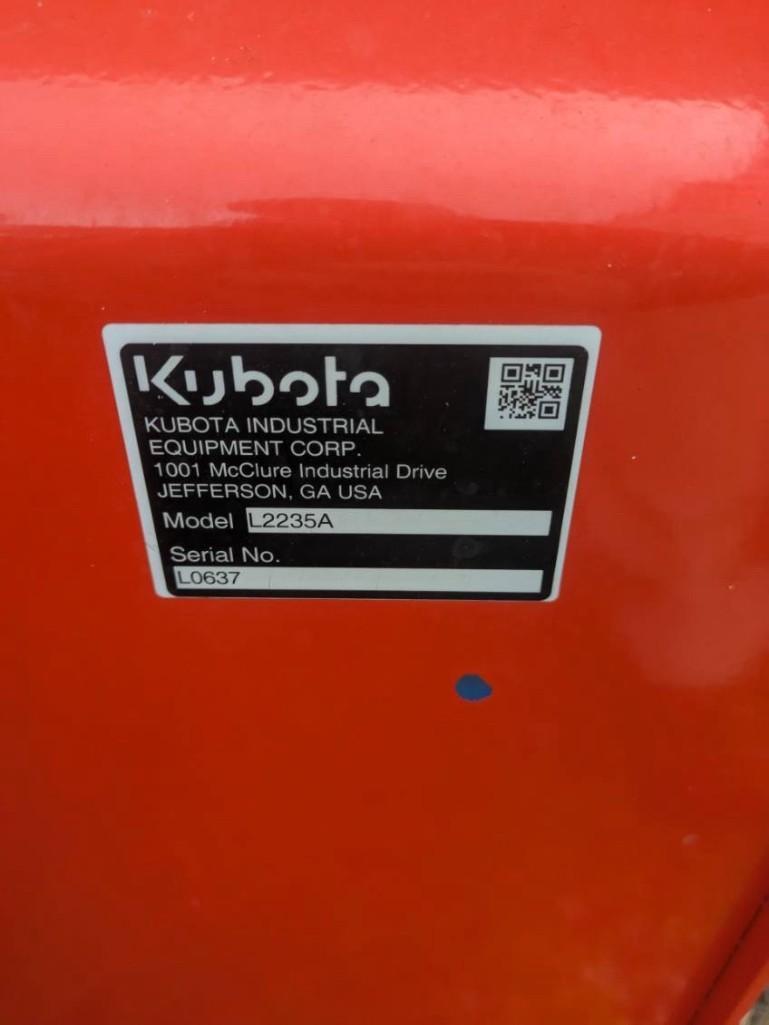 Kubota
KUBOTA INDUSTRIAL
EQUIPMENT CORP.
1001 McClure Industrial Drive
JEFFERSON, GA USA
Model L2235A
Serial No.
L0637